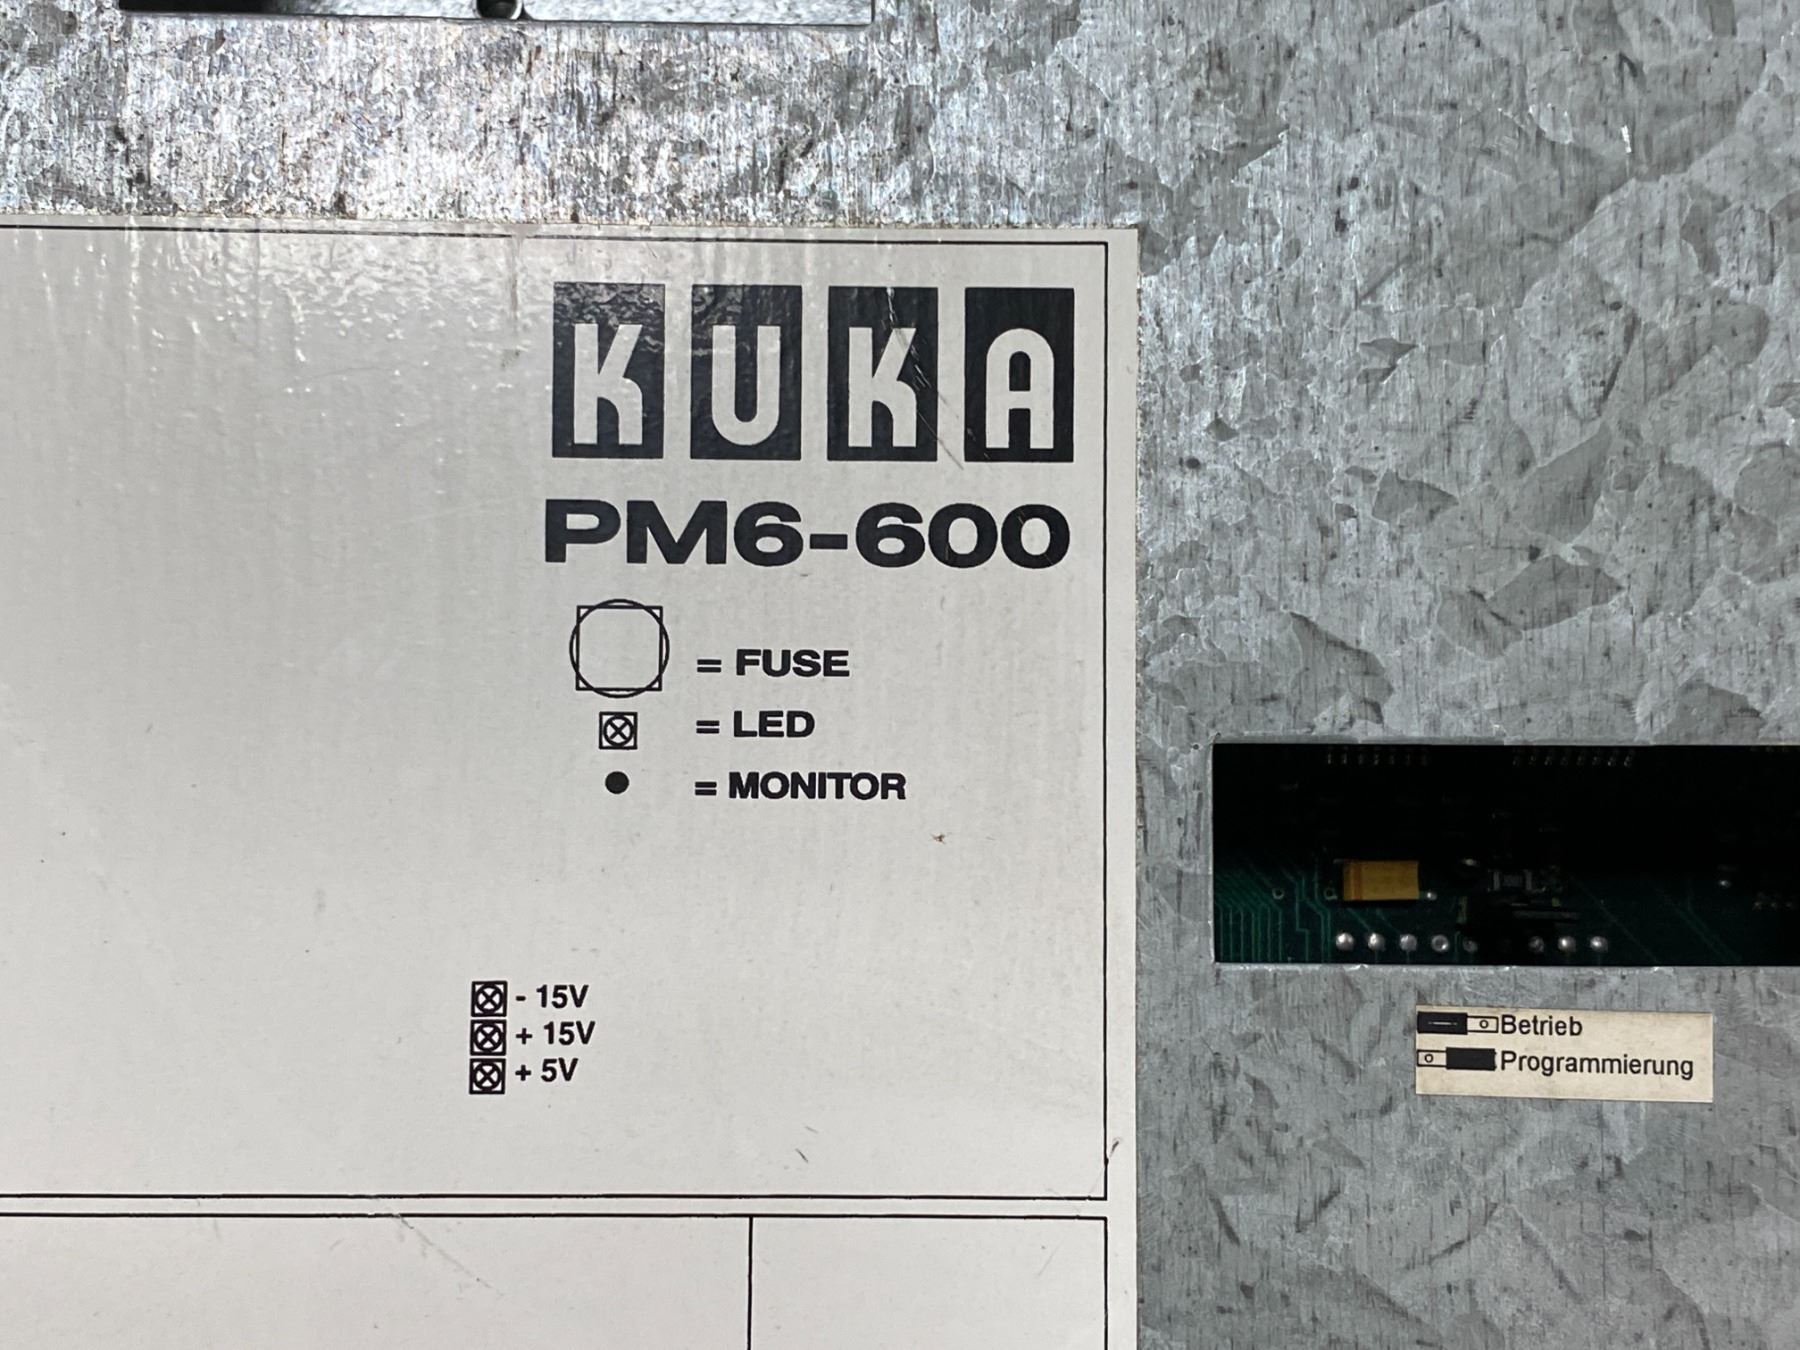 KUKA
PM6-600
= FUSE
= LED
= MONITOR
- 15V
+ 15V
+ 5V
Betrieb
Programmierung